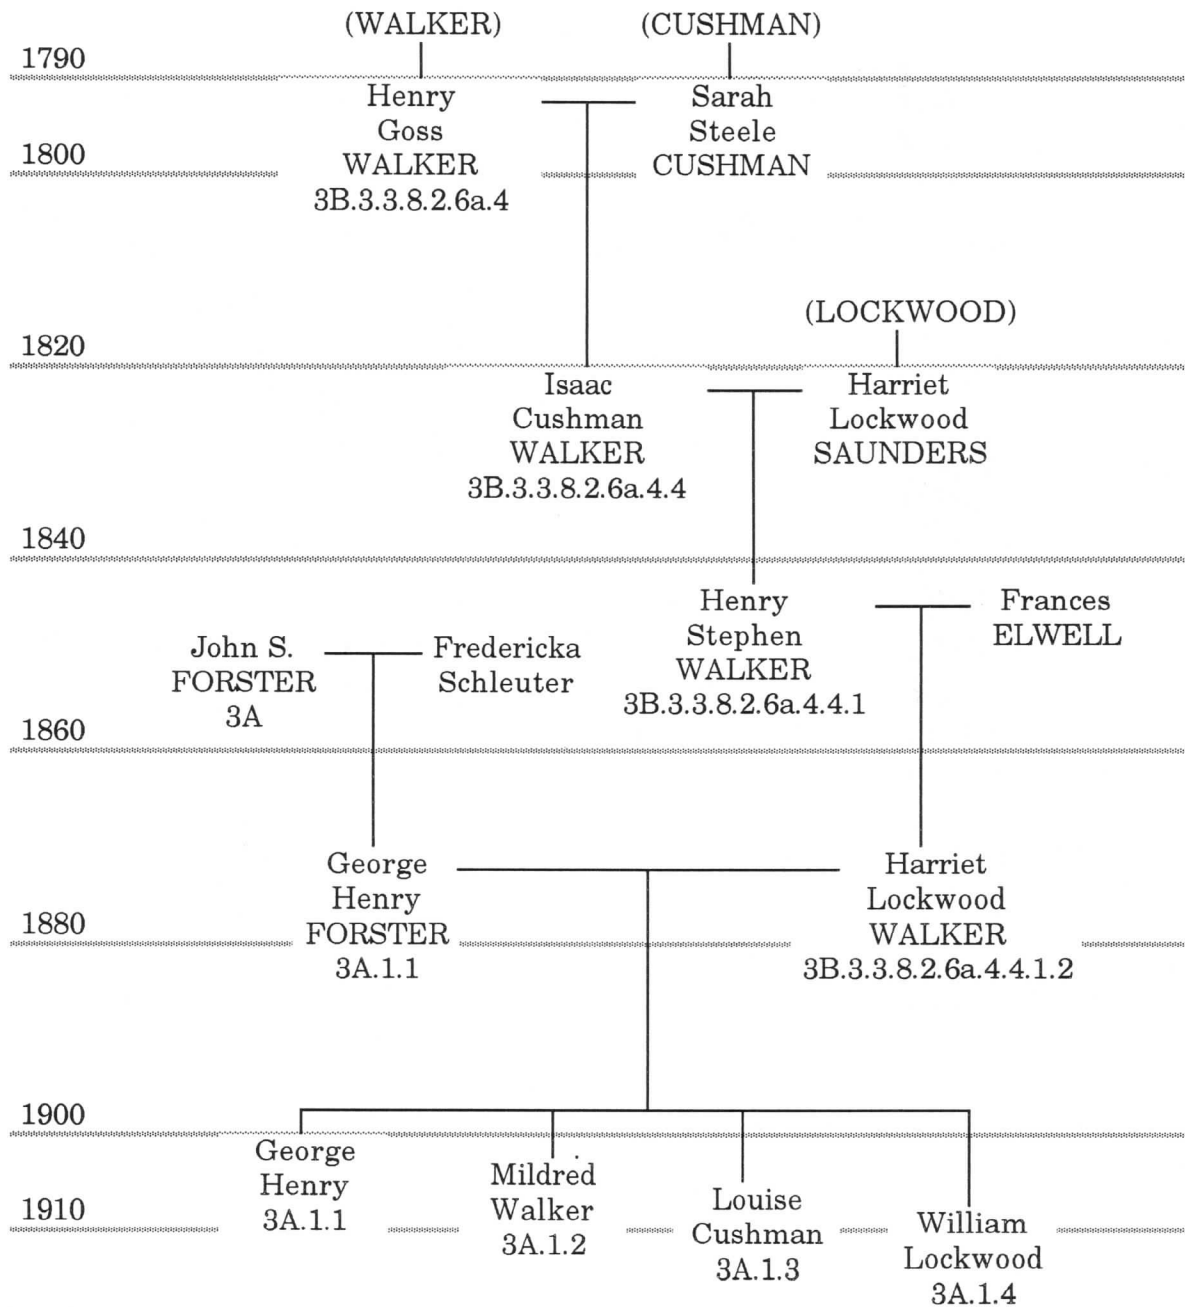 (WALKER)
(CUSHMAN)
1790
Henry
Goss
WALKER
3B.3.3.8.2.6a.4
Sarah
Steele
CUSHMAN
1800
(LOCKWOOD)
1820
Isaac
Cushman
WALKER
3B.3.3.8.2.6a.4.4
Harriet
Lockwood
SAUNDERS
1840
Henry
Stephen
WALKER
3B.3.3.8.2.6a.4.4.1
Frances
ELWELL
John S.
FORSTER
3A
Fredericka
Schleuter
1860
George
Henry
FORSTER
3A.1.1
Harriet
Lockwood
WALKER
3B.3.3.8.2.6a.4.4.1.2
1880
1900
George
Henry
3A.1.1
Mildred
Walker
3A.1.2
Louise
Cushman
3A.1.3
William
Lockwood
3A.1.4
1910